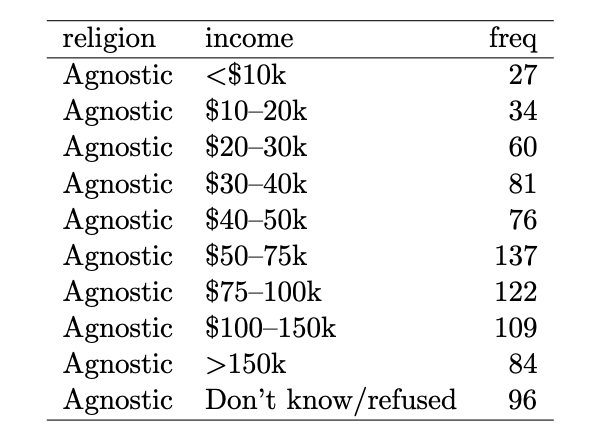 religion income freq
Agnostic <$10k 27
Agnostic $10–20k 34
Agnostic $20–30k 60
Agnostic $30–40k 81
Agnostic $40–50k 76
Agnostic $50–75k 137
Agnostic $75–100k 122
Agnostic $100–150k 109
Agnostic >150k 84
Agnostic Don’t know/refused 96